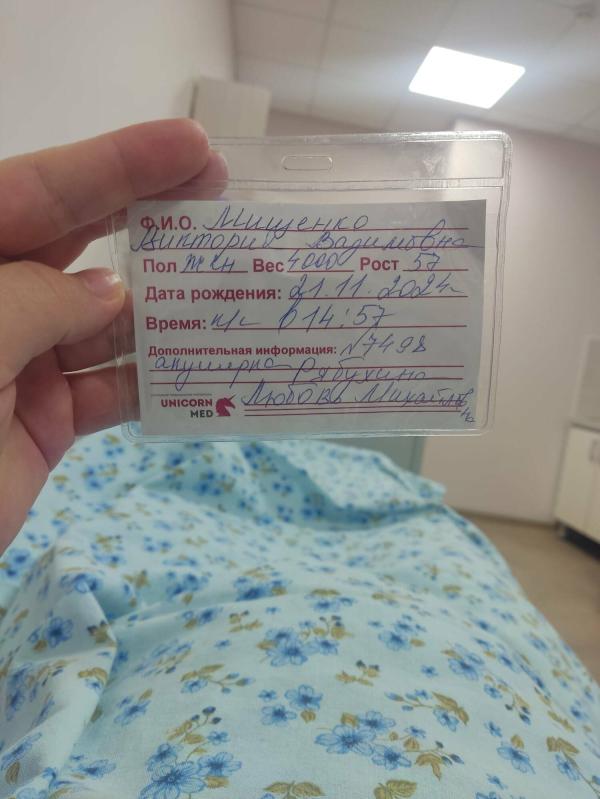 Ф.И.О. Мищенко
Виктория Вадимовна
Пол жен Вес 4000 Рост 57
Дата рождения: 21.11.2024г
Время: п/с в 14:57
Дополнительная информация: №7498
акушерка Рябухина
UNICORN MED Любовь Михайловна